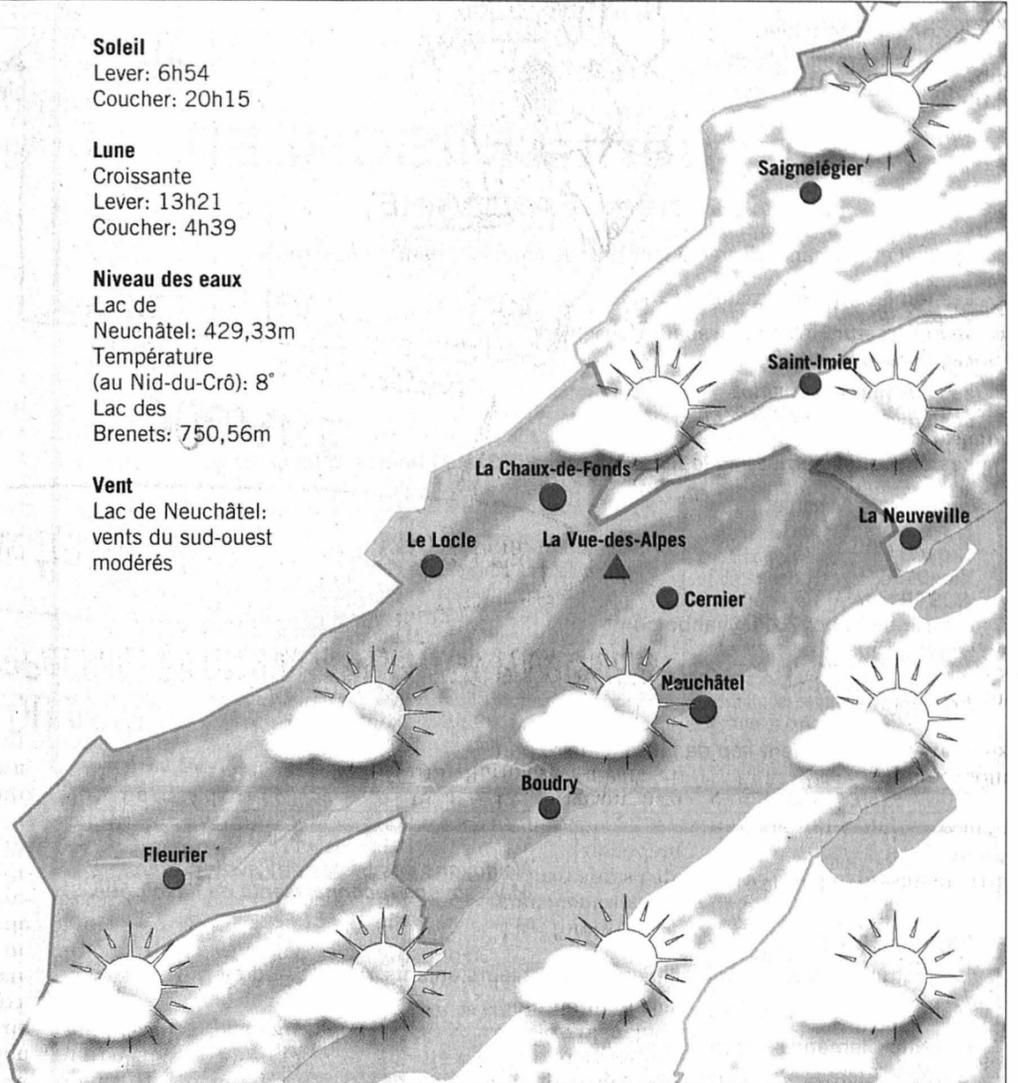 Soleil
Lever: 6h54
Coucher: 20h15
Lune
Croissante
Lever: 13h21
Coucher: 4h39
Niveau des eaux
Lac de
Neuchâtel: 429,33m
Température
(au Nid-du-Crô): 8°
Lac des
Brenets: 750,56m
Vent
Lac de Neuchâtel:
vents du sud-ouest
modérés
Saignelégier
Saint-Imier
La Chaux-de-Fonds
La Neuveville
Le Locle
La Vue-des-Alpes
Cernier
Neuchâtel
Boudry
Fleurier